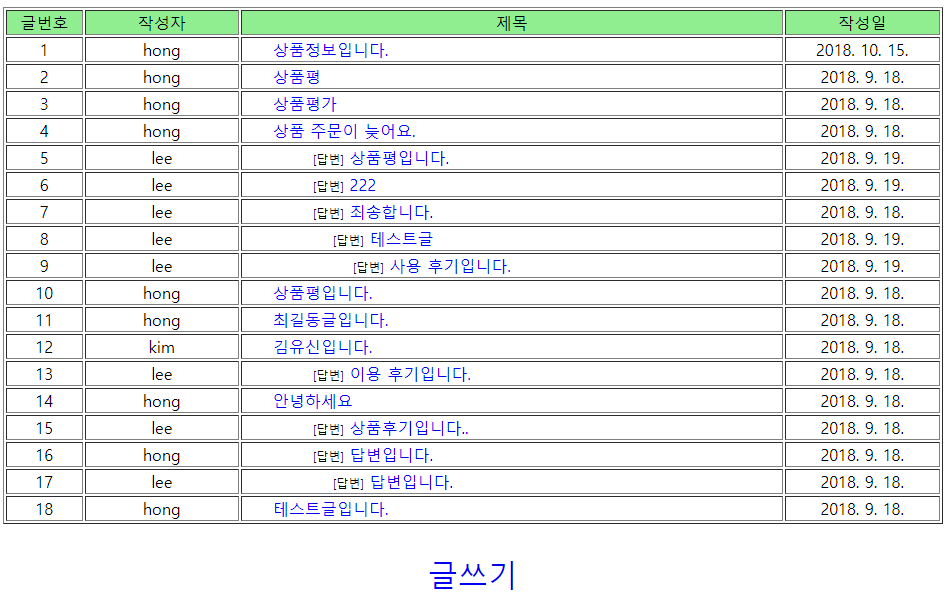 글번호 작성자 제목 작성일
1 hong 상품정보입니다. 2018. 10. 15.
2 hong 상품평 2018. 9. 18.
3 hong 상품평가 2018. 9. 18.
4 hong 상품 주문이 늦어요. 2018. 9. 18.
5 lee [답변] 상품평입니다. 2018. 9. 19.
6 lee [답변] 222 2018. 9. 19.
7 lee [답변] 죄송합니다. 2018. 9. 18.
8 lee [답변] 테스트글 2018. 9. 19.
9 lee [답변] 사용 후기입니다. 2018. 9. 19.
10 hong 상품평입니다. 2018. 9. 18.
11 hong 최길동글입니다. 2018. 9. 18.
12 kim 김유신입니다. 2018. 9. 18.
13 lee [답변] 이용 후기입니다. 2018. 9. 18.
14 hong 안녕하세요 2018. 9. 18.
15 lee [답변] 상품후기입니다.. 2018. 9. 18.
16 hong [답변] 답변입니다. 2018. 9. 18.
17 lee [답변] 답변입니다. 2018. 9. 18.
18 hong 테스트글입니다. 2018. 9. 18.
글쓰기